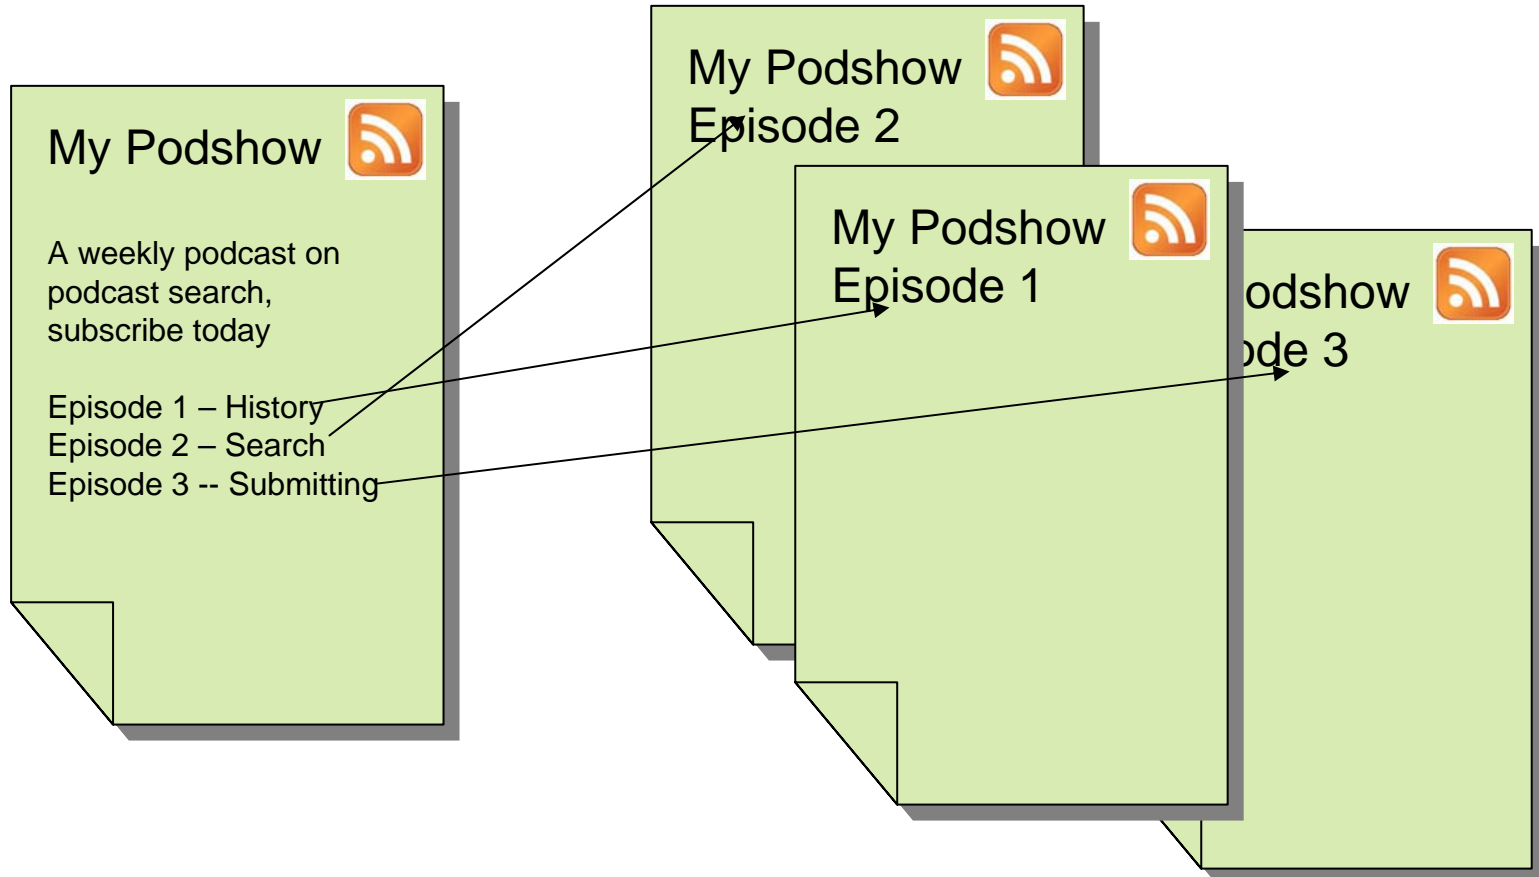 My Podshow
A weekly podcast on
podcast search,
subscribe today
Episode 1 – History
Episode 2 – Search
Episode 3 -- Submitting
My Podshow
Episode 2
My Podshow
Episode 1
odshow
ode 3